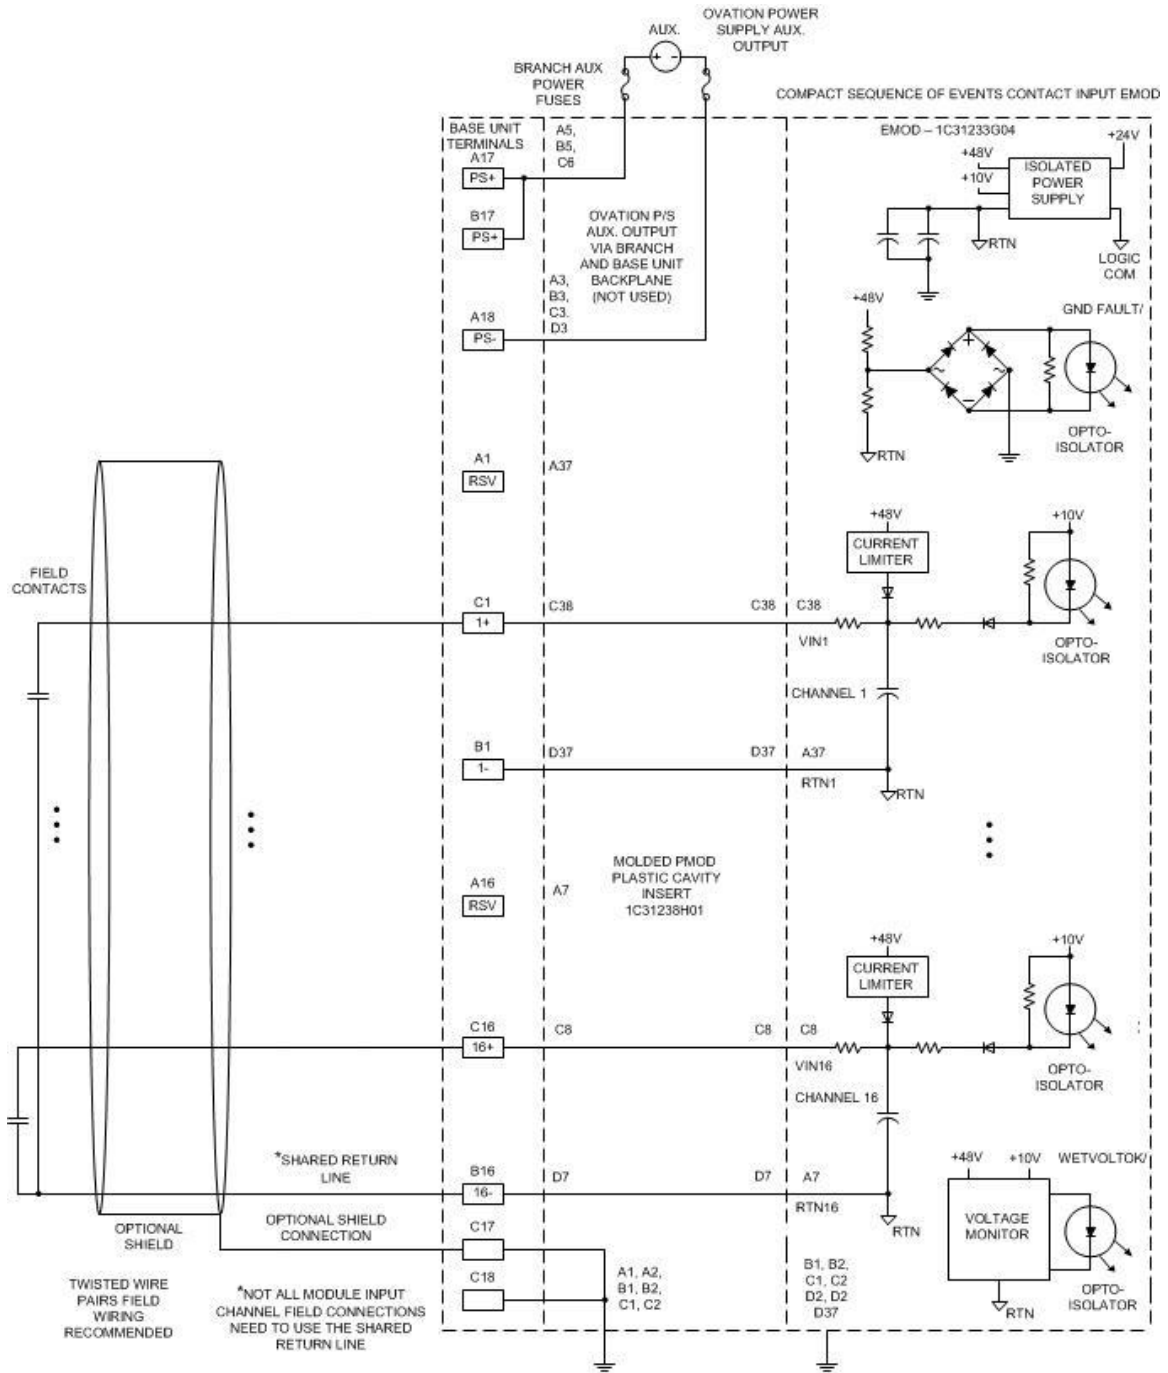 OVATION POWER
SUPPLY AUX.
OUTPUT
AUX.
+ -
BRANCH AUX
POWER
FUSES
COMPACT SEQUENCE OF EVENTS CONTACT INPUT EMOD
BASE UNIT
TERMINALS
A17
PS+
B17
PS+
A18
PS-
A5,
B5,
C6
OVATION P/S
AUX. OUTPUT
VIA BRANCH
AND BASE UNIT
BACKPLANE
(NOT USED)
A3,
B3,
C3.
D3
EMOD – 1C31233G04
+24V
+48V
+10V
ISOLATED
POWER
SUPPLY
RTN
LOGIC
COM
+48V
GND FAULT/
+
~ ~
–
RTN
OPTO-
ISOLATOR
A1
RSV
A37
+48V
CURRENT
LIMITER
+10V
FIELD
CONTACTS
C1
1+
C38
C38
C38
VIN1
OPTO-
ISOLATOR
CHANNEL 1
B1
1-
D37
D37
A37
RTN1
RTN
A16
RSV
A7
MOLDED PMOD
PLASTIC CAVITY
INSERT
1C31238H01
+48V
CURRENT
LIMITER
+10V
C16
16+
C8
C8
C8
VIN16
OPTO-
ISOLATOR
CHANNEL 16
*SHARED RETURN
LINE
B16
16-
D7
D7
A7
RTN16
RTN
+48V
+10V
WETVOLTOK/
VOLTAGE
MONITOR
RTN
OPTO-
ISOLATOR
OPTIONAL
SHIELD
OPTIONAL SHIELD
CONNECTION
C17
C18
A1, A2,
B1, B2,
C1, C2
B1, B2,
C1, C2
D2, D2
D37
TWISTED WIRE
PAIRS FIELD
WIRING
RECOMMENDED
*NOT ALL MODULE INPUT
CHANNEL FIELD CONNECTIONS
NEED TO USE THE SHARED
RETURN LINE